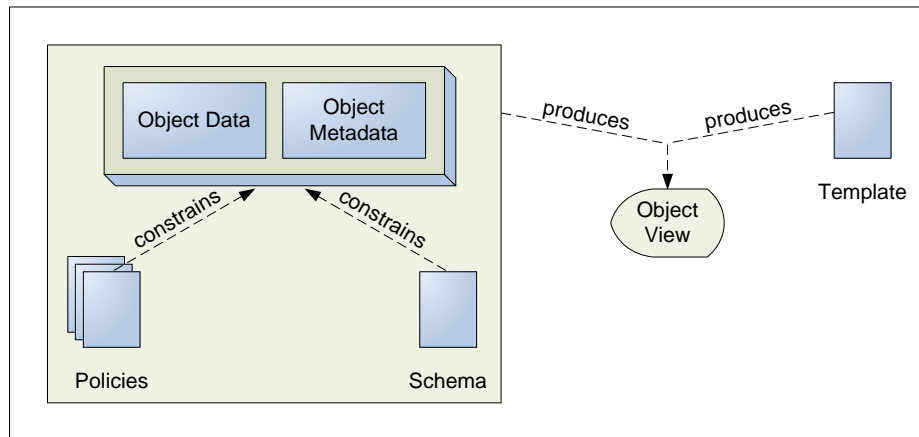 Object Data
Object
Metadata
produces
produces
Template
Object
View
constrains
constrains
Policies
Schema